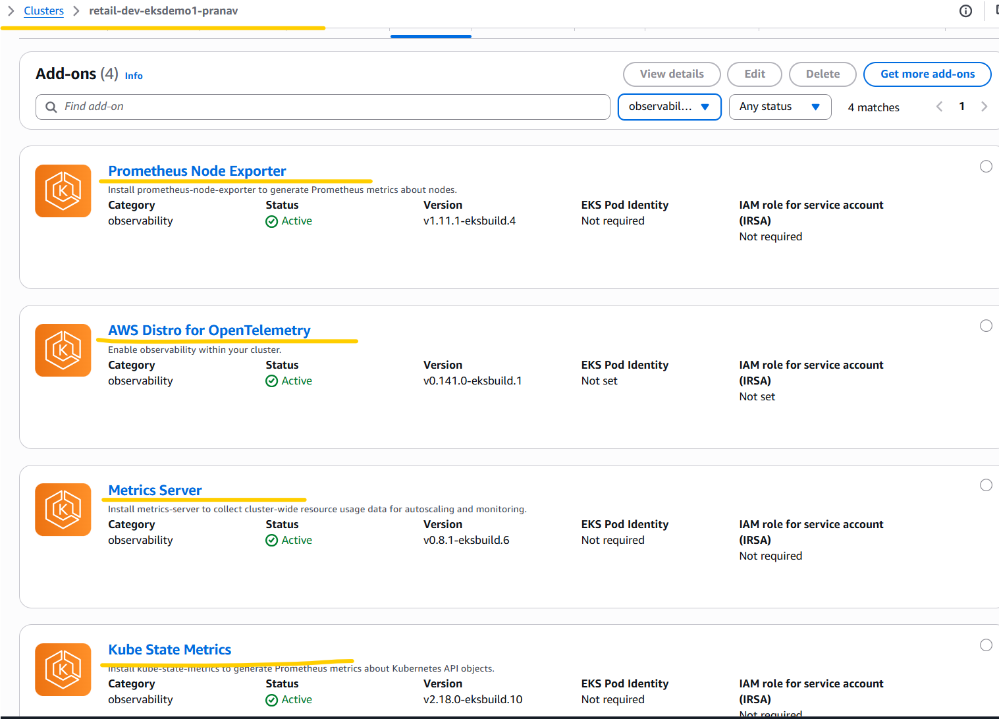 Clusters > retail-dev-eksdemo1-pranav
Add-ons (4) Info
View details
Edit
Delete
Get more add-ons
Find add-on
observabil...
Any status
4 matches
1
Prometheus Node Exporter
Install prometheus-node-exporter to generate Prometheus metrics about nodes.
Category
observability
Status
Active
Version
v1.11.1-eksbuild.4
EKS Pod Identity
Not required
IAM role for service account
(IRSA)
Not required
AWS Distro for OpenTelemetry
Enable observability within your cluster.
Category
observability
Status
Active
Version
v0.141.0-eksbuild.1
EKS Pod Identity
Not set
IAM role for service account
(IRSA)
Not set
Metrics Server
Install metrics-server to collect cluster-wide resource usage data for autoscaling and monitoring.
Category
observability
Status
Active
Version
v0.8.1-eksbuild.6
EKS Pod Identity
Not required
IAM role for service account
(IRSA)
Not required
Kube State Metrics
Install kube-state-metrics to generate Prometheus metrics about Kubernetes API objects.
Category
observability
Status
Active
Version
v2.18.0-eksbuild.10
EKS Pod Identity
Not required
IAM role for service account
(IRSA)
Not required